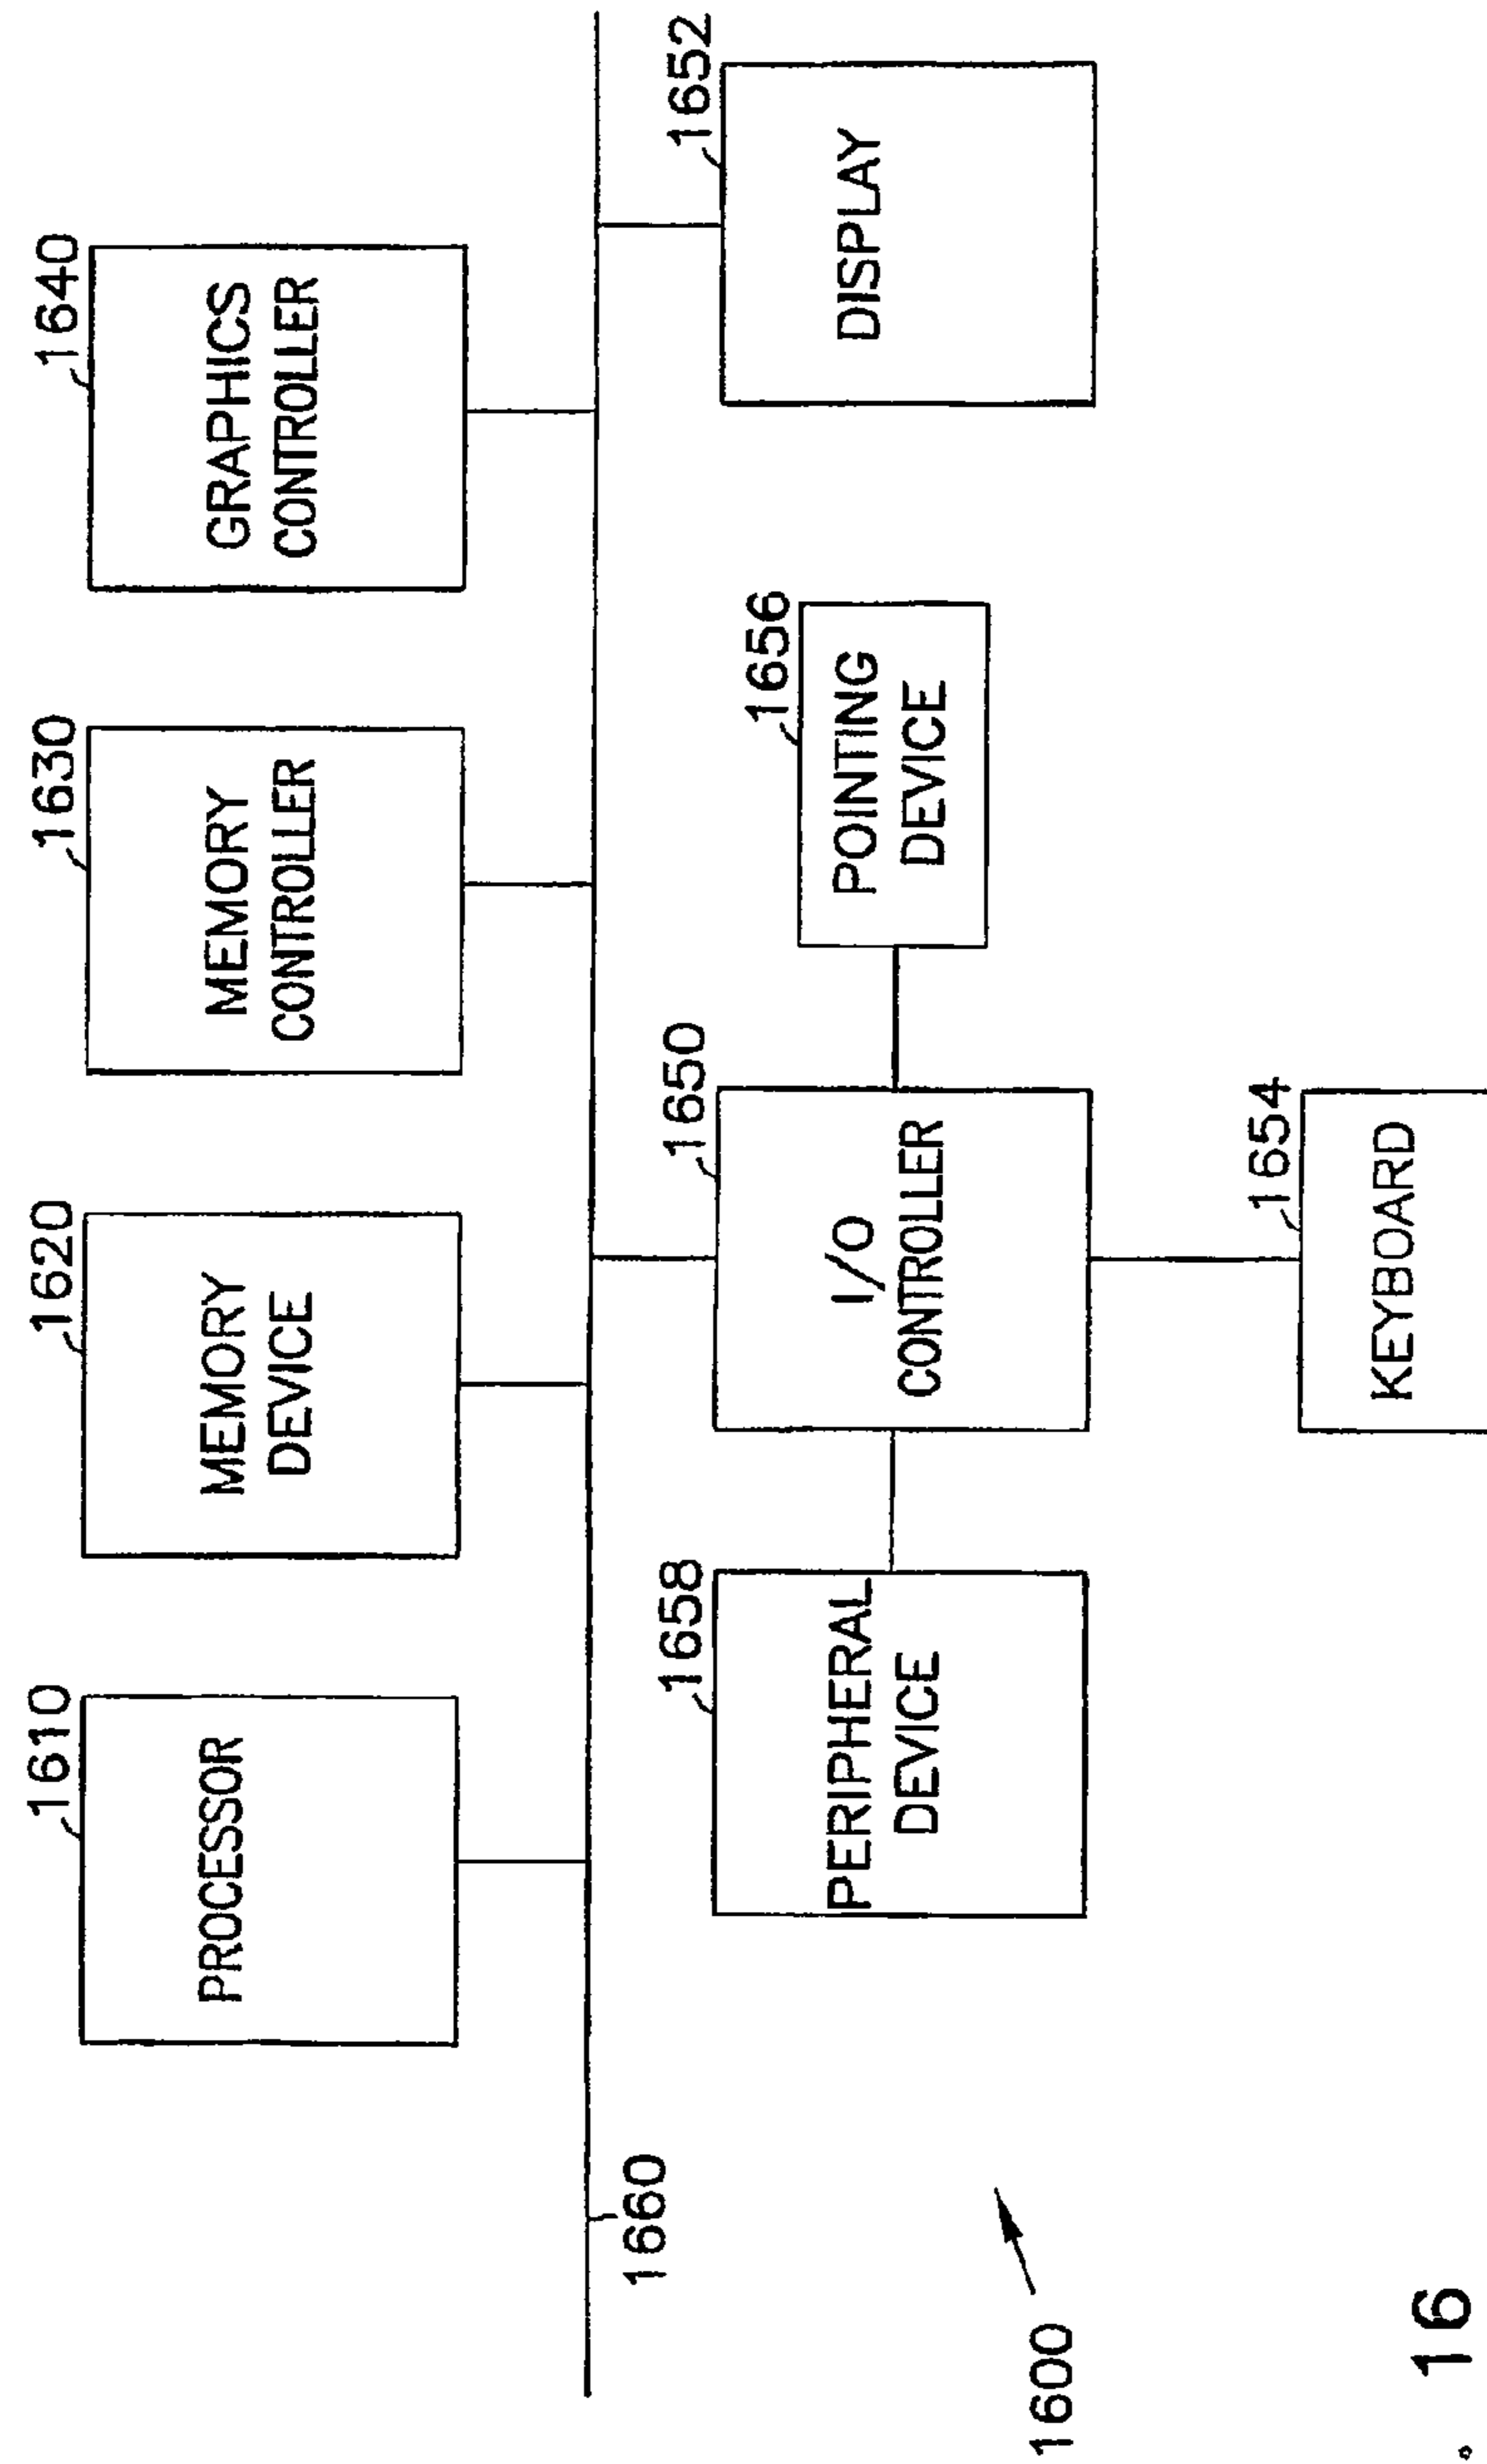 1610
PROCESSOR
1620
MEMORY
DEVICE
1630
MEMORY
CONTROLLER
1640
GRAPHICS
CONTROLLER
1660
1658
PERIPHERAL
DEVICE
1650
I/O
CONTROLLER
1656
POINTING
DEVICE
1652
DISPLAY
1654
KEYBOARD
1600
. 16